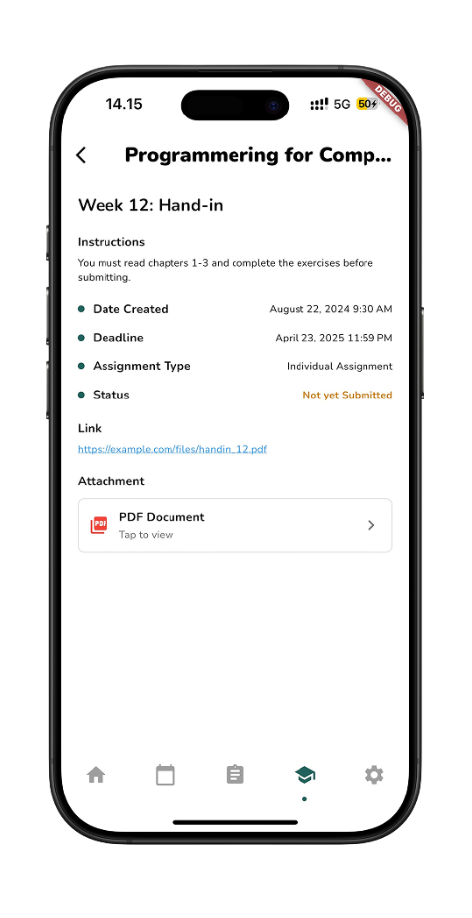 14.15
5G
50
DEBUG
Programmering for Comp...
Week 12: Hand-in
Instructions
You must read chapters 1-3 and complete the exercises before
submitting.
Date Created August 22, 2024 9:30 AM
Deadline April 23, 2025 11:59 PM
Assignment Type Individual Assignment
Status Not yet Submitted
Link
https://example.com/files/handin_12.pdf
Attachment
PDF
PDF Document
Tap to view